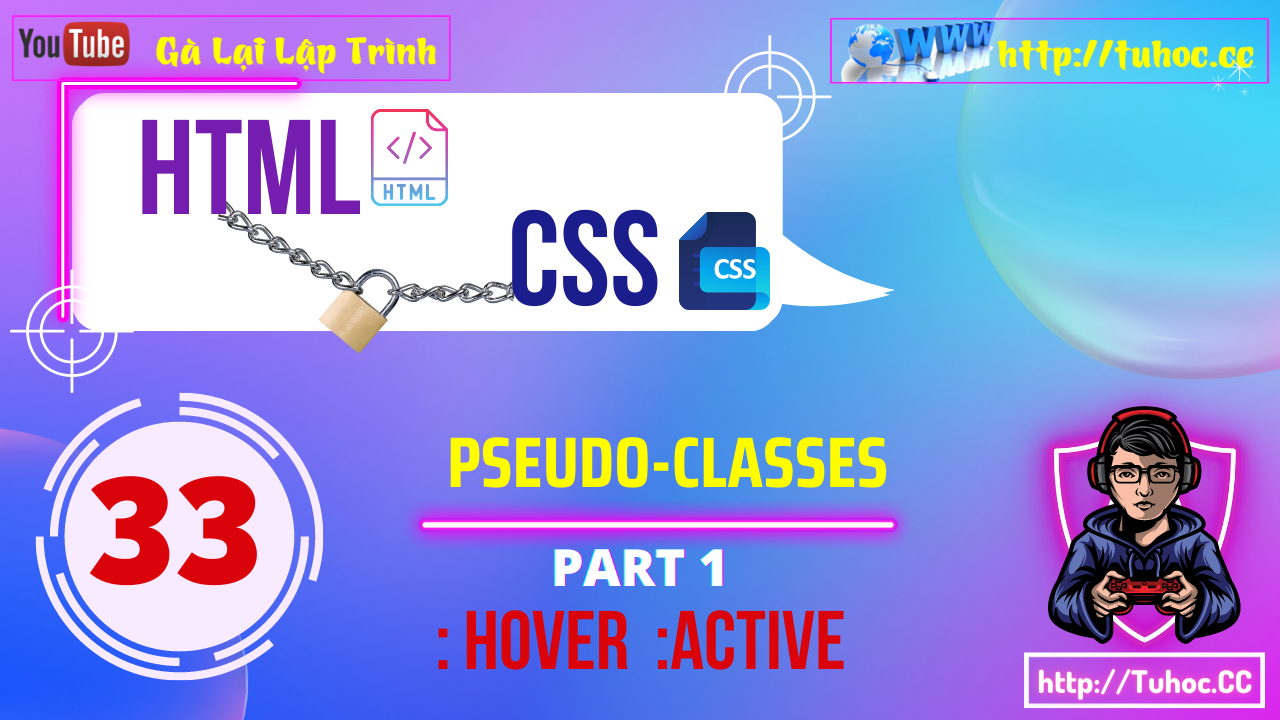 YouTube Gà Lại Lập Trình
WWW http://tuhoc.cc
HTML
</>
HTML
CSS
CSS
33
PSEUDO-CLASSES
PART 1
: HOVER :ACTIVE
http://Tuhoc.CC